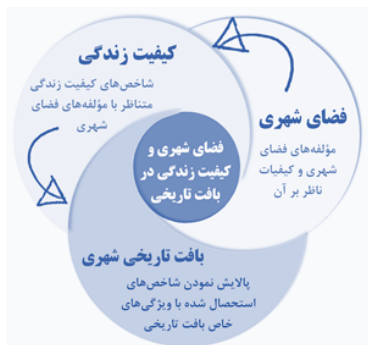 کیفیت زندگی
شاخص‌های کیفیت زندگی
متناظر با مؤلفه‌های فضای
شهری
فضای شهری
مؤلفه‌های فضای
شهری و کیفیات
ناظر بر آن
فضای شهری و
کیفیت زندگی در
بافت تاریخی
بافت تاریخی شهری
پالایش نمودن شاخص‌های
استحصال شده با ویژگی‌های
خاص بافت تاریخی